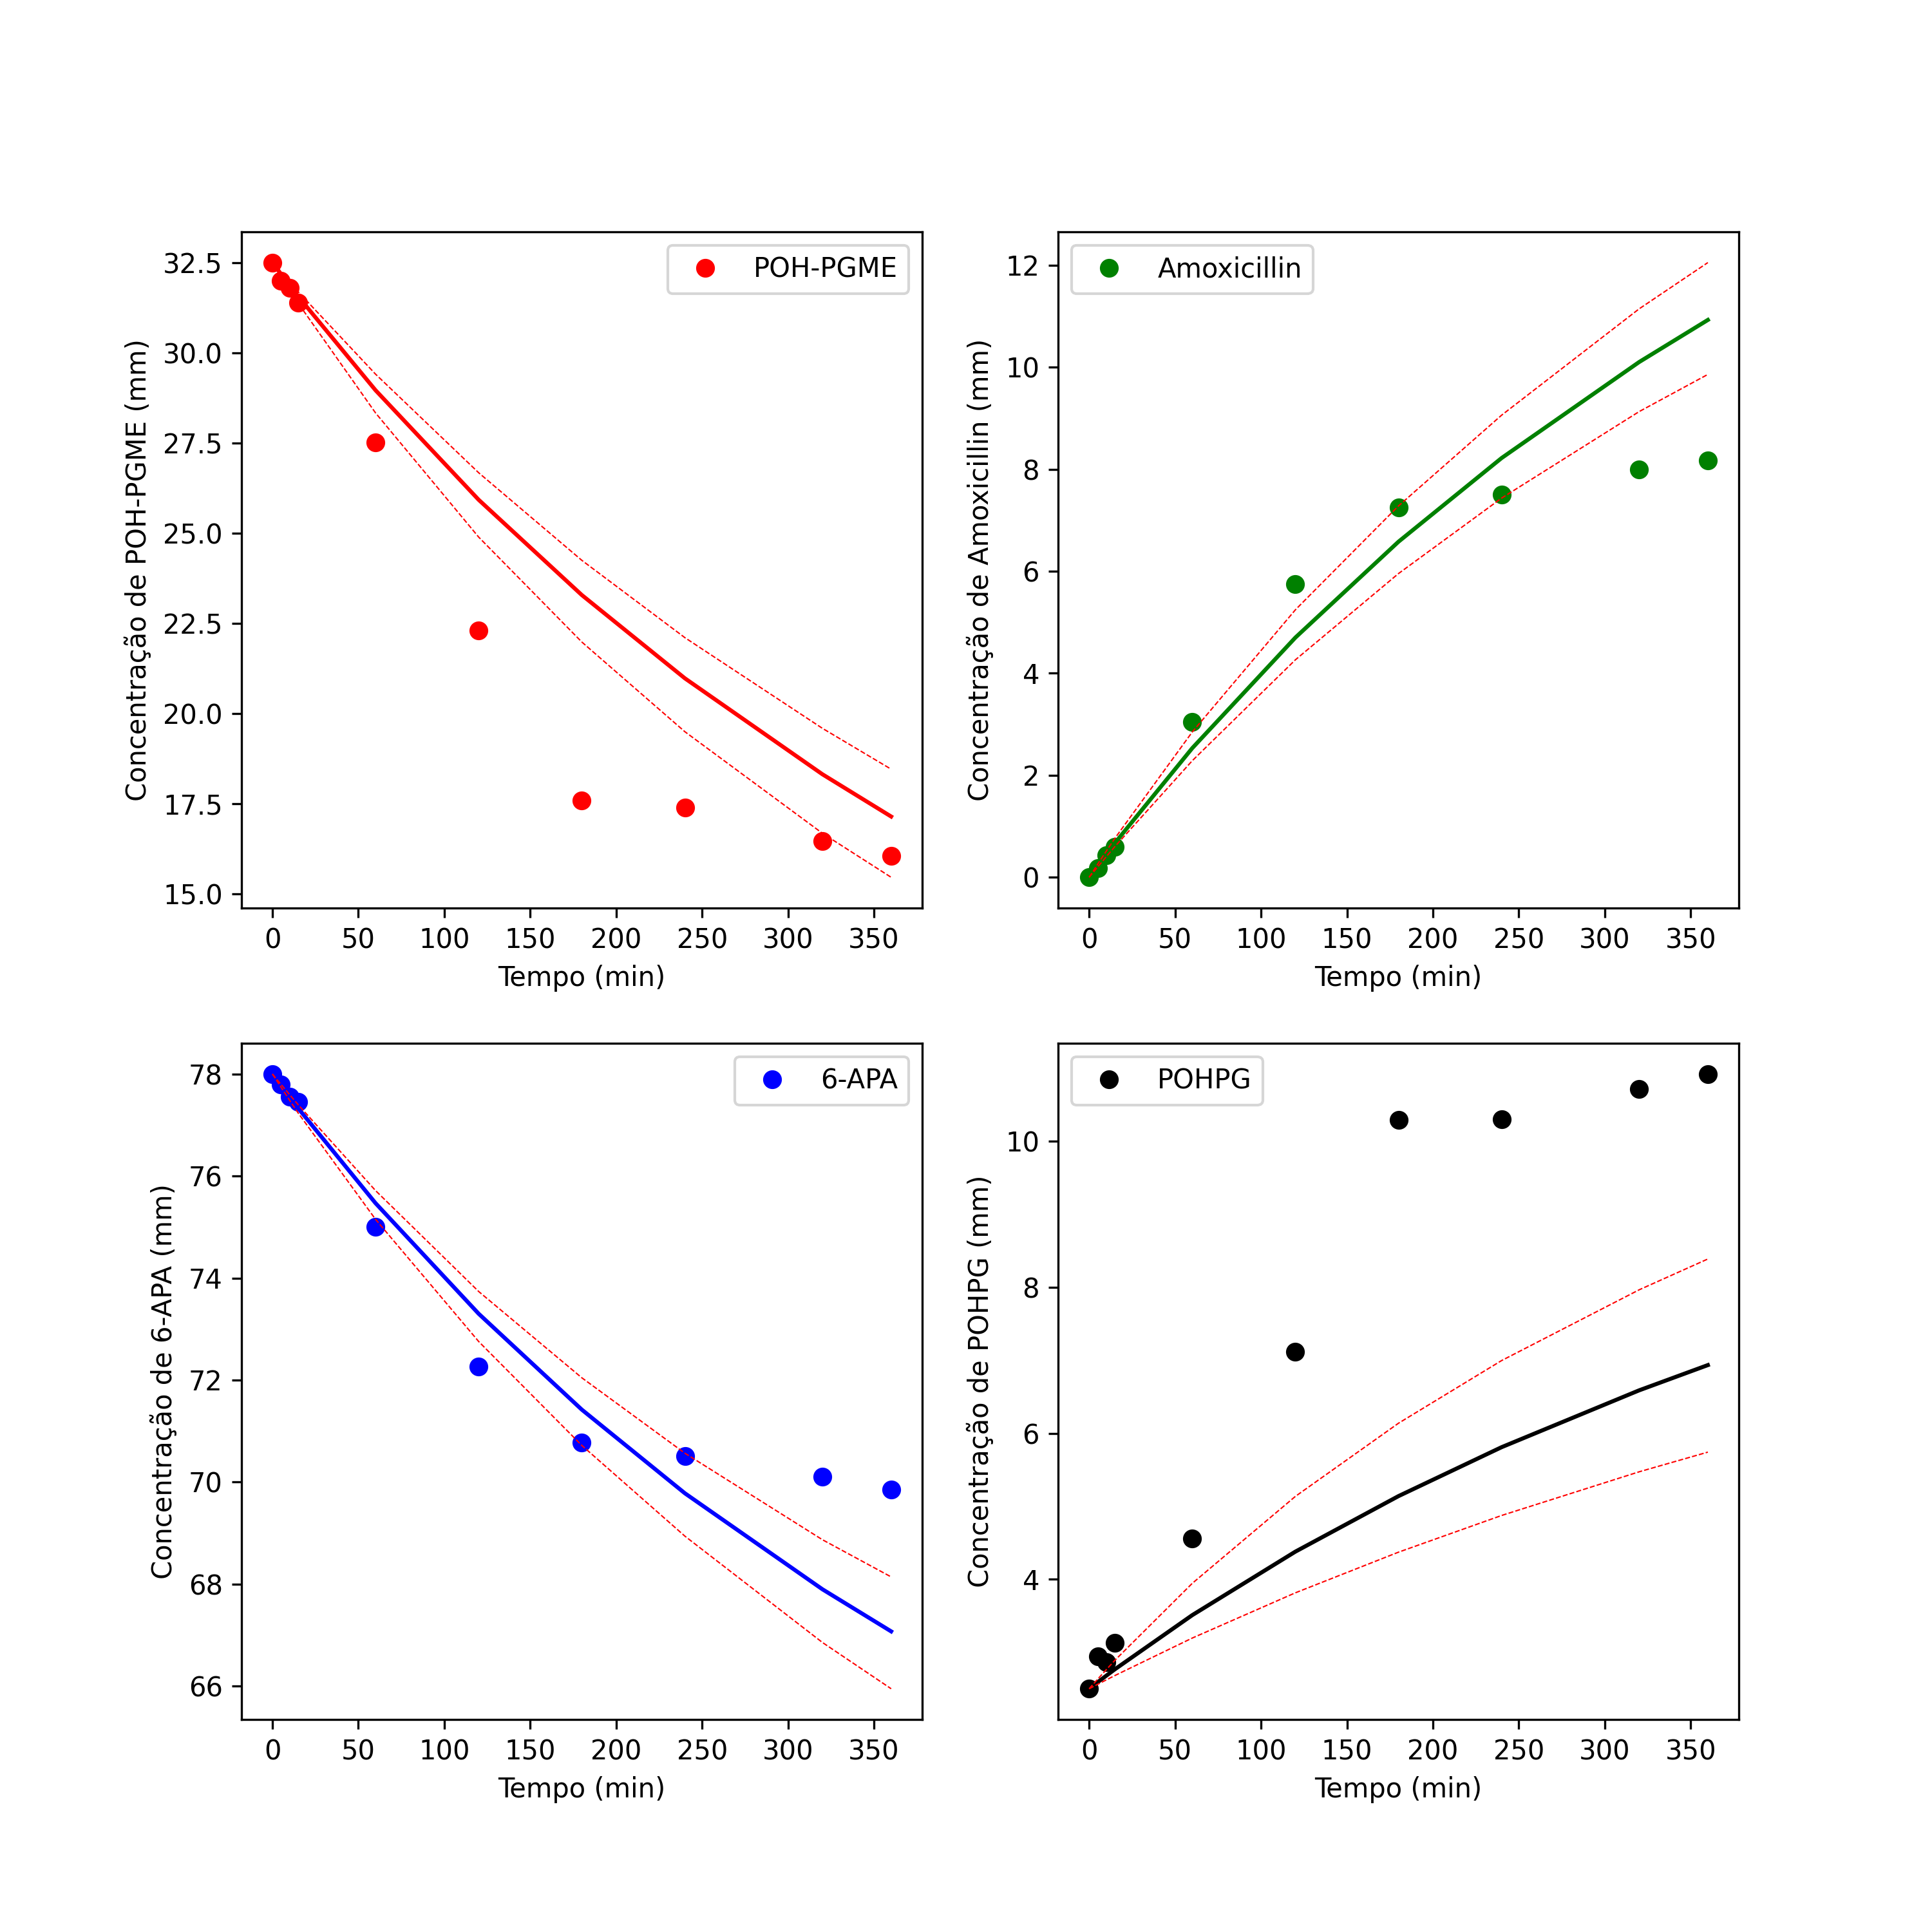 POH-PGME
Concentração de POH-PGME (mm)
32.5
30.0
27.5
25.0
22.5
20.0
17.5
15.0
0 50 100 150 200 250 300 350
Tempo (min)
Amoxicillin
Concentração de Amoxicillin (mm)
12
10
8
6
4
2
0
0 50 100 150 200 250 300 350
Tempo (min)
6-APA
Concentração de 6-APA (mm)
78
76
74
72
70
68
66
0 50 100 150 200 250 300 350
Tempo (min)
POHPG
Concentração de POHPG (mm)
10
8
6
4
0 50 100 150 200 250 300 350
Tempo (min)